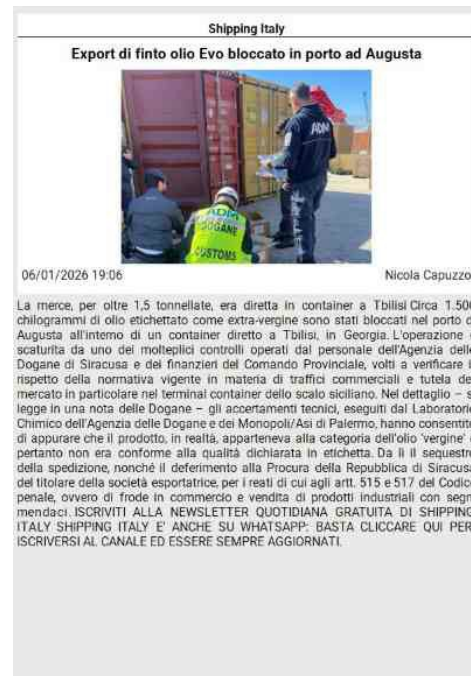 Shipping Italy
Export di finto olio Evo bloccato in porto ad Augusta
ADM
ADM
DOGANE
CUSTOMS
06/01/2026 19:06
Nicola Capuzzo
La merce, per oltre 1,5 tonnellate, era diretta in container a Tbilisi Circa 1.500
chilogrammi di olio etichettato come extra-vergine sono stati bloccati nel porto d
Augusta all'interno di un container diretto a Tbilisi, in Georgia. L'operazione
scaturita da uno dei molteplici controlli operati dal personale dell'Agenzia delle
Dogane di Siracusa e dei finanzieri del Comando Provinciale, volti a verificare i
rispetto della normativa vigente in materia di traffici commerciali e tutela del
mercato in particolare nel terminal container dello scalo siciliano. Nel dettaglio – s
legge in una nota delle Dogane – gli accertamenti tecnici, eseguiti dal Laboratorio
Chimico dell'Agenzia delle Dogane e dei Monopoli/Asi di Palermo, hanno consentito
di appurare che il prodotto, in realtà, apparteneva alla categoria dell'olio 'vergine'
pertanto non era conforme alla qualità dichiarata in etichetta. Da lì il sequestro
della spedizione, nonché il deferimento alla Procura della Repubblica di Siracusa
del titolare della società esportatrice, per i reati di cui agli artt. 515 e 517 del Codice
penale, ovvero di frode in commercio e vendita di prodotti industriali con segn
mendaci. ISCRIVITI ALLA NEWSLETTER QUOTIDIANA GRATUITA DI SHIPPING
ITALY SHIPPING ITALY E' ANCHE SU WHATSAPP: BASTA CLICCARE QUI PER
ISCRIVERSI AL CANALE ED ESSERE SEMPRE AGGIORNATI.